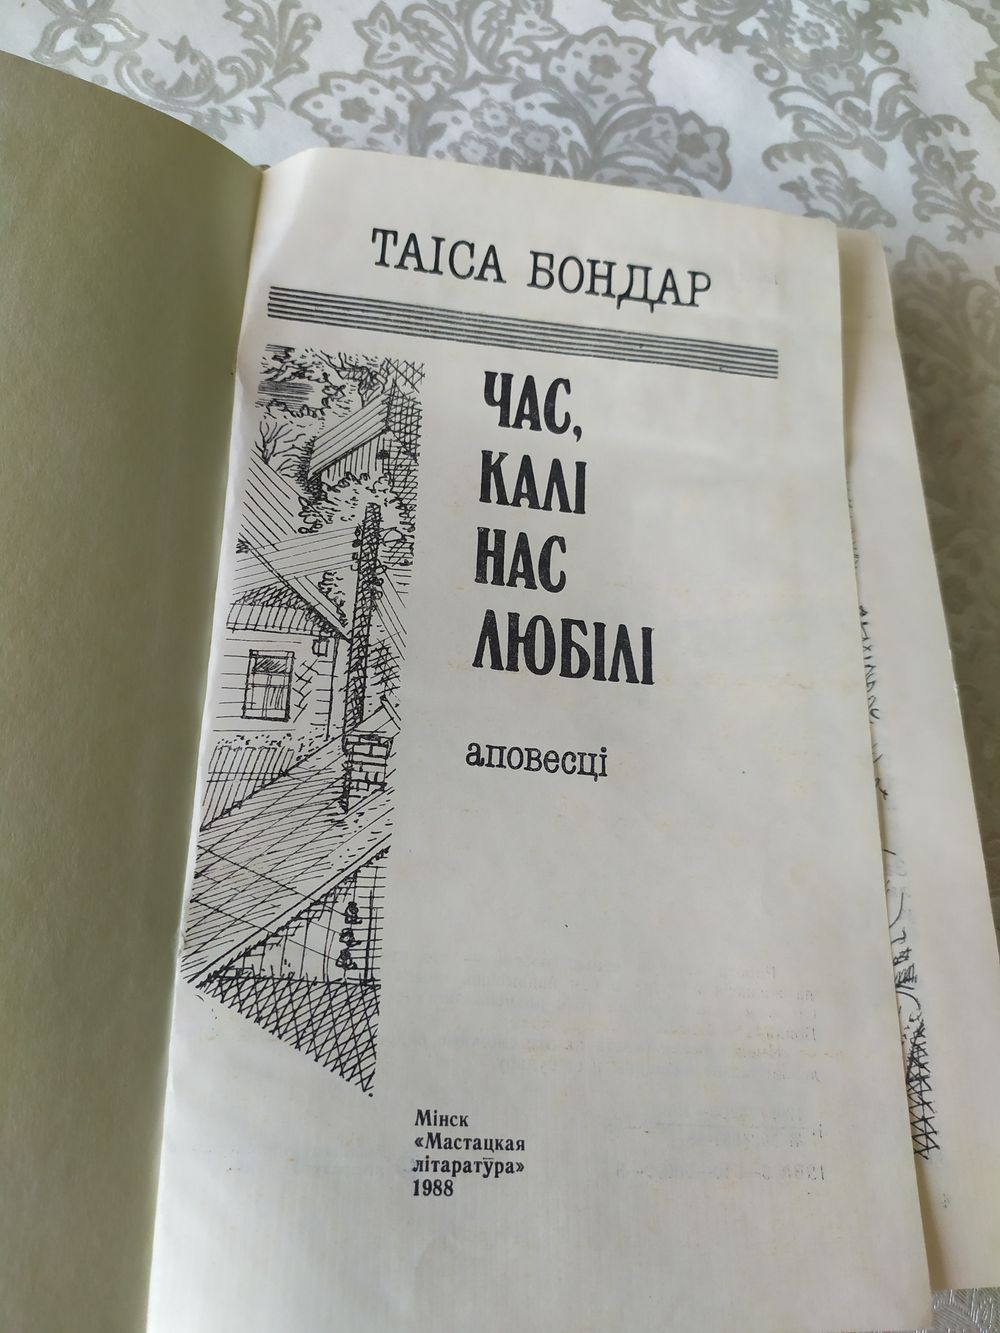 ТАІСА БОНДАР
ЧАС,
КАЛІ
НАС
ЛЮБІЛІ
аповесці
Мінск
«Мастацкая
літаратура»
1988